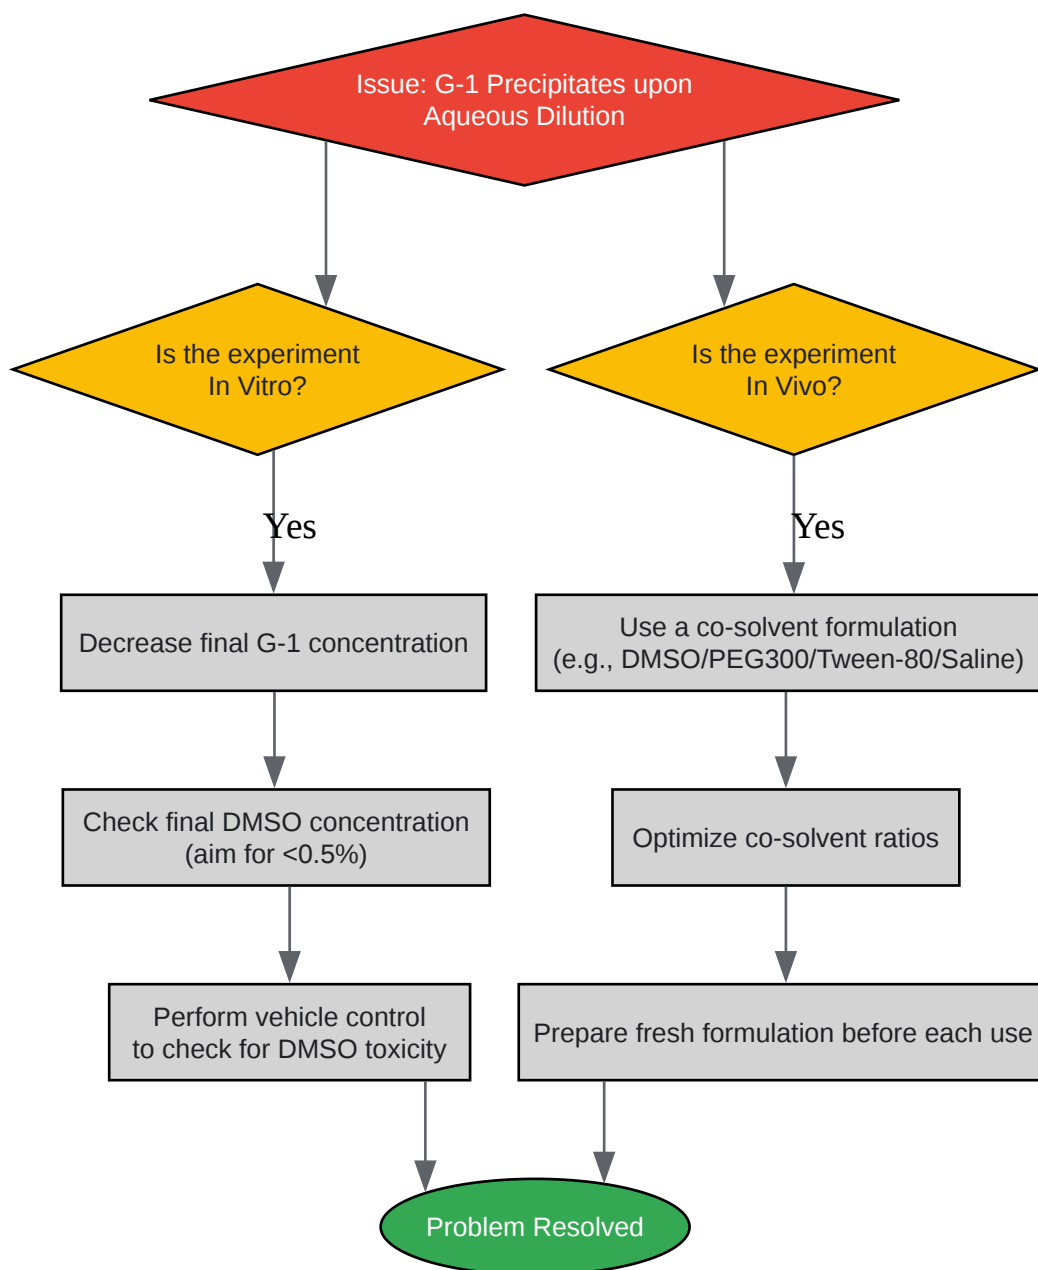 Issue: G-1 Precipitates upon
Aqueous Dilution
Is the experiment
In Vitro?
Is the experiment
In Vivo?
Yes
Yes
Decrease final G-1 concentration
Use a co-solvent formulation
(e.g., DMSO/PEG300/Tween-80/Saline)
Check final DMSO concentration
(aim for <0.5%)
Optimize co-solvent ratios
Perform vehicle control
to check for DMSO toxicity
Prepare fresh formulation before each use
Problem Resolved